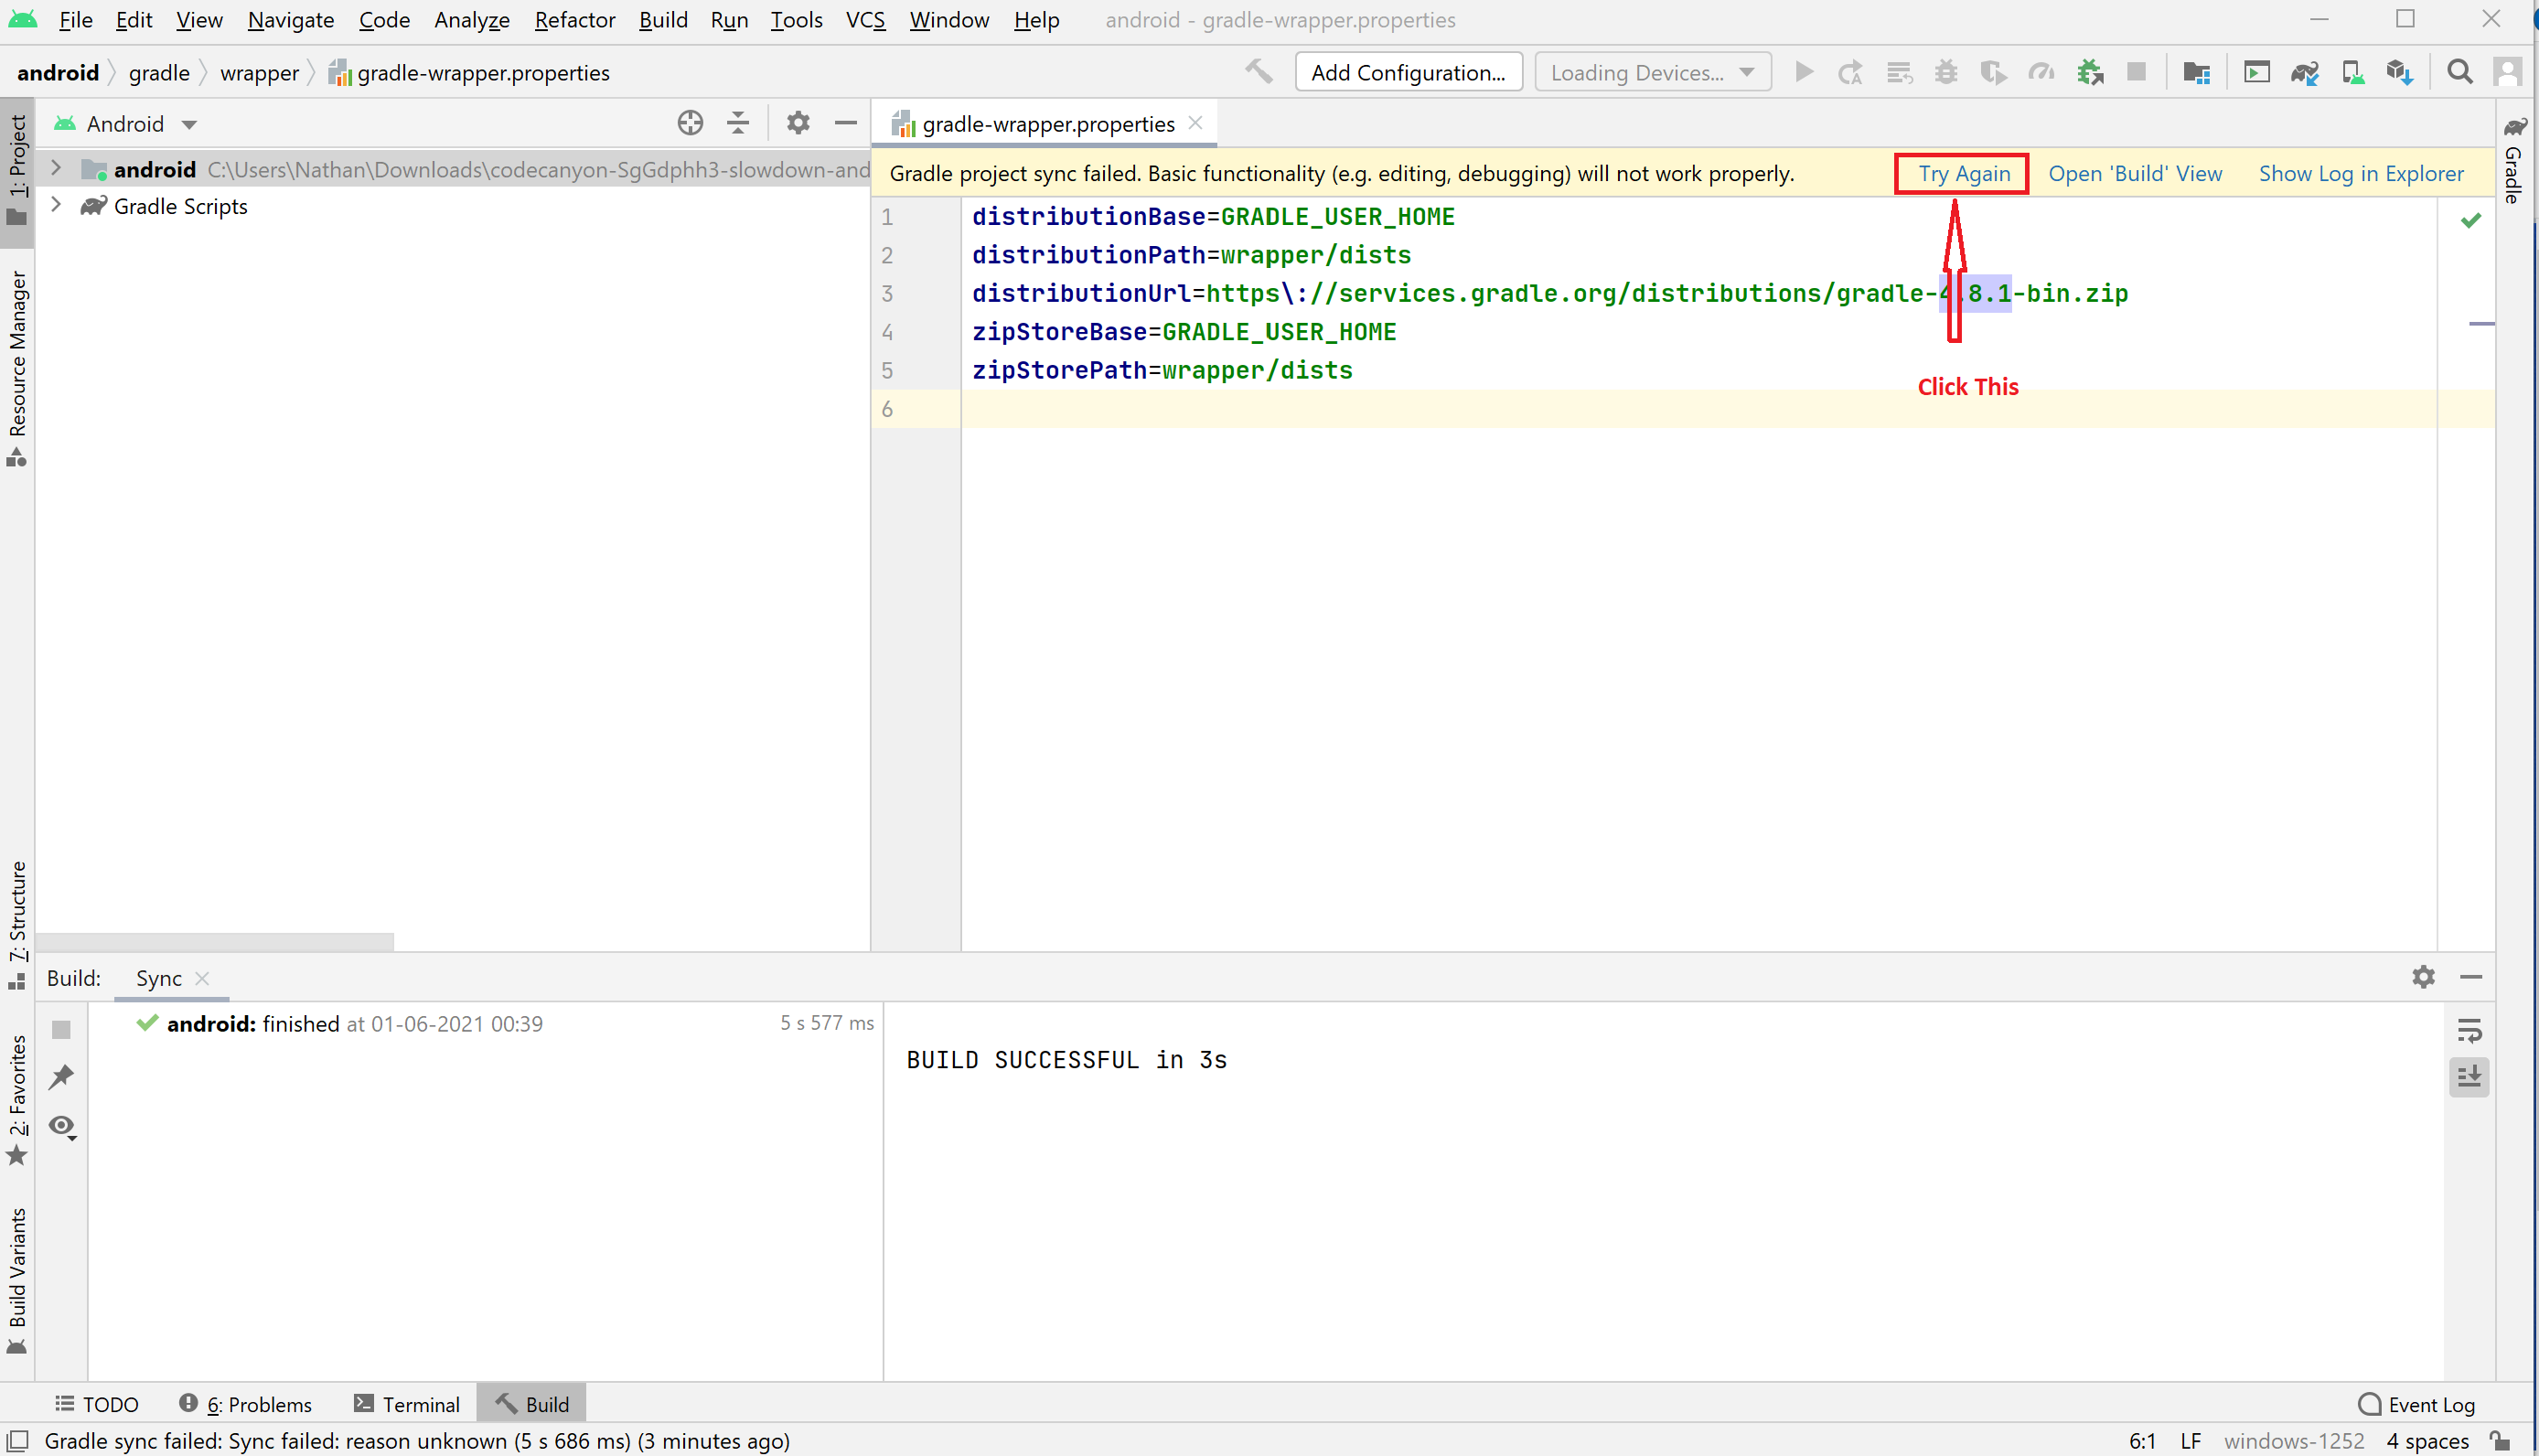 File Edit View Navigate Code Analyze Refactor Build Run Tools VCS Window Help android - gradle-wrapper.properties
android gradle wrapper gradle-wrapper.properties Add Configuration... Loading Devices...
1: Project
Resource Manager
7: Structure
2: Favorites
Build Variants
Android
android C:\Users\Nathan\Downloads\codecanyon-SgGdphh3-slowdown-and
Gradle Scripts
gradle-wrapper.properties
Gradle project sync failed. Basic functionality (e.g. editing, debugging) will not work properly. Try Again Open 'Build' View Show Log in Explorer
1 distributionBase=GRADLE_USER_HOME
2 distributionPath=wrapper/dists
3 distributionUrl=https\://services.gradle.org/distributions/gradle-4.8.1-bin.zip
4 zipStoreBase=GRADLE_USER_HOME
5 zipStorePath=wrapper/dists
6
Click This
Gradle
Build: Sync
android: finished at 01-06-2021 00:39 5 s 577 ms
BUILD SUCCESSFUL in 3s
TODO 6: Problems Terminal Build Event Log
Gradle sync failed: Sync failed: reason unknown (5 s 686 ms) (3 minutes ago) 6:1 LF windows-1252 4 spaces